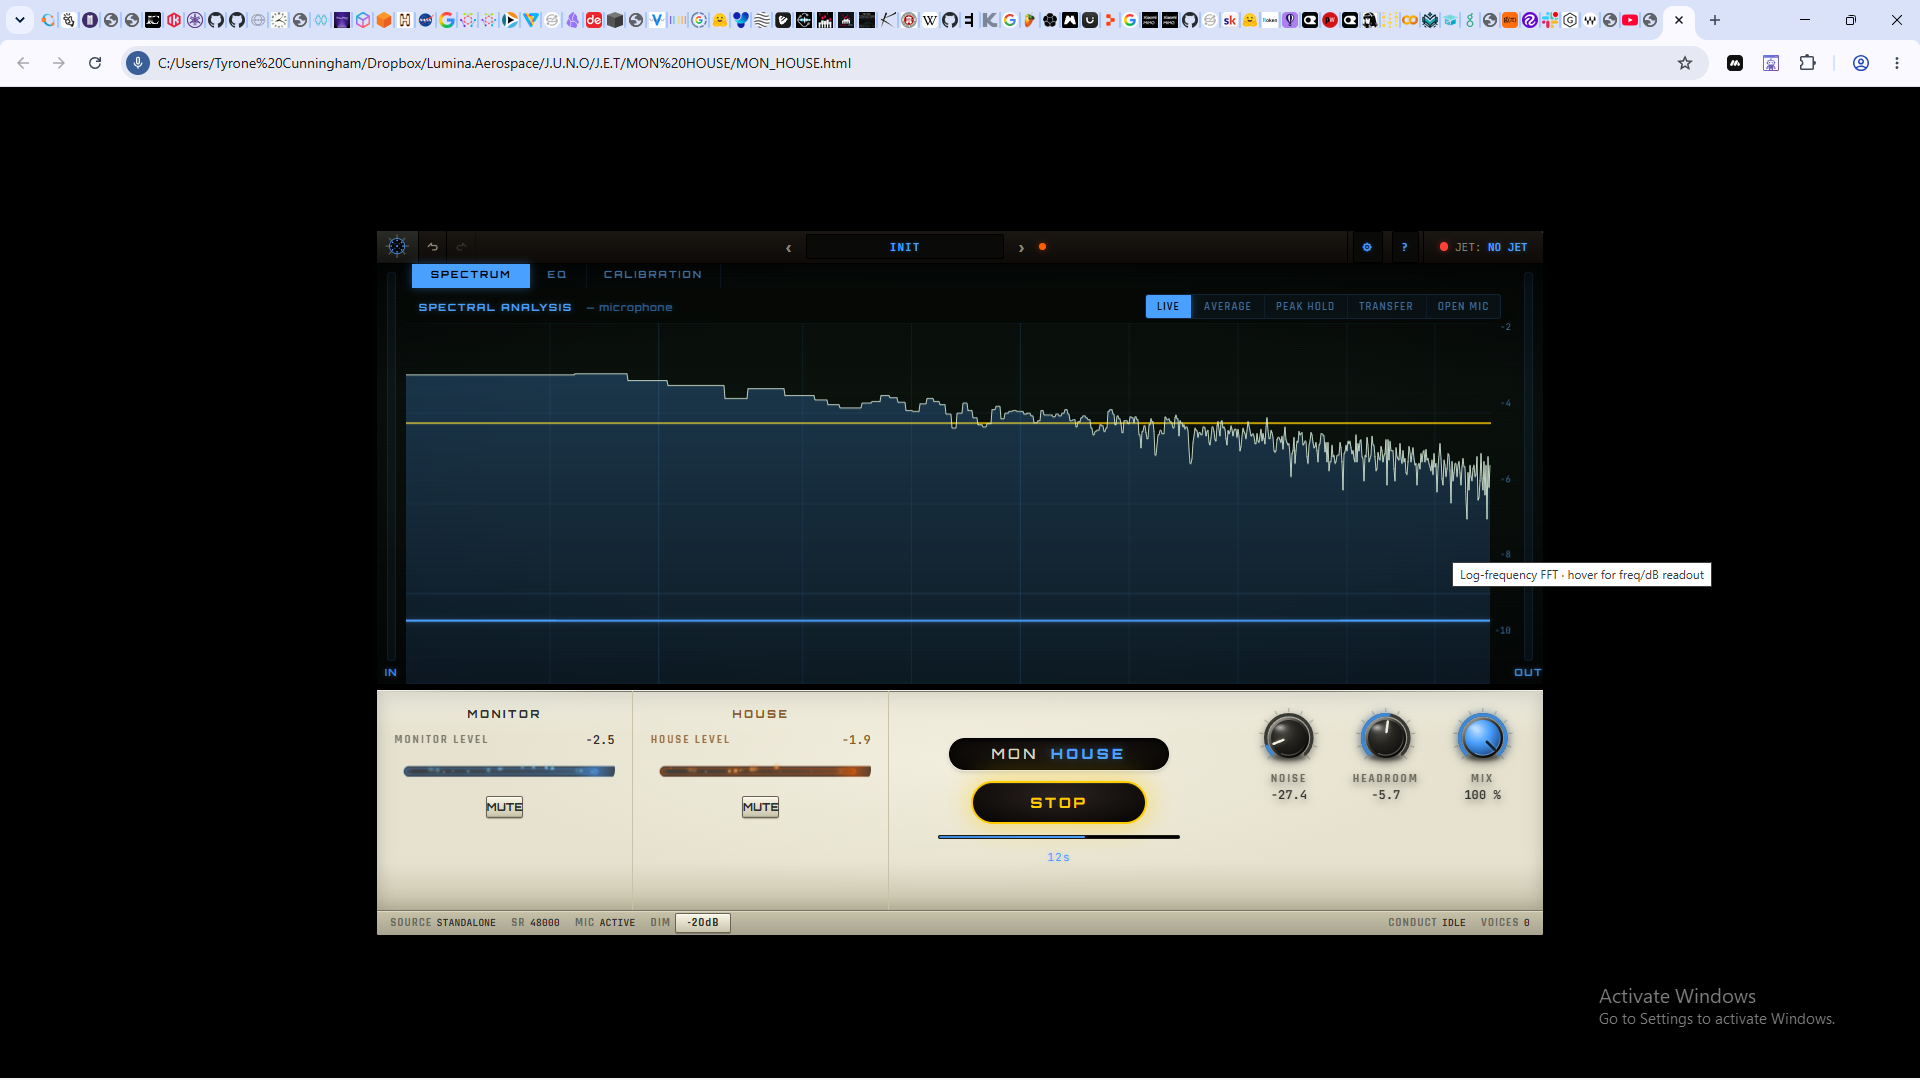 C:/Users/Tyrone%20Cunningham/Dropbox/Lumina.Aerospace/J.U.N.O/J.E.T/MON%20HOUSE/MON_HOUSE.html
‹ INIT ›
? JET: NO JET
SPECTRUM EQ CALIBRATION
SPECTRAL ANALYSIS — microphone
LIVE AVERAGE PEAK HOLD TRANSFER OPEN MIC
-2
-4
-6
-8
Log-frequency FFT · hover for freq/dB readout
-10
IN OUT
MONITOR
MONITOR LEVEL -2.5
MUTE
HOUSE
HOUSE LEVEL -1.9
MUTE
MON HOUSE
STOP
12s
NOISE HEADROOM MIX
-27.4 -5.7 100 %
SOURCE STANDALONE SR 48000 MIC ACTIVE DIM -20dB
CONDUCT IDLE VOICES 0
Activate Windows
Go to Settings to activate Windows.